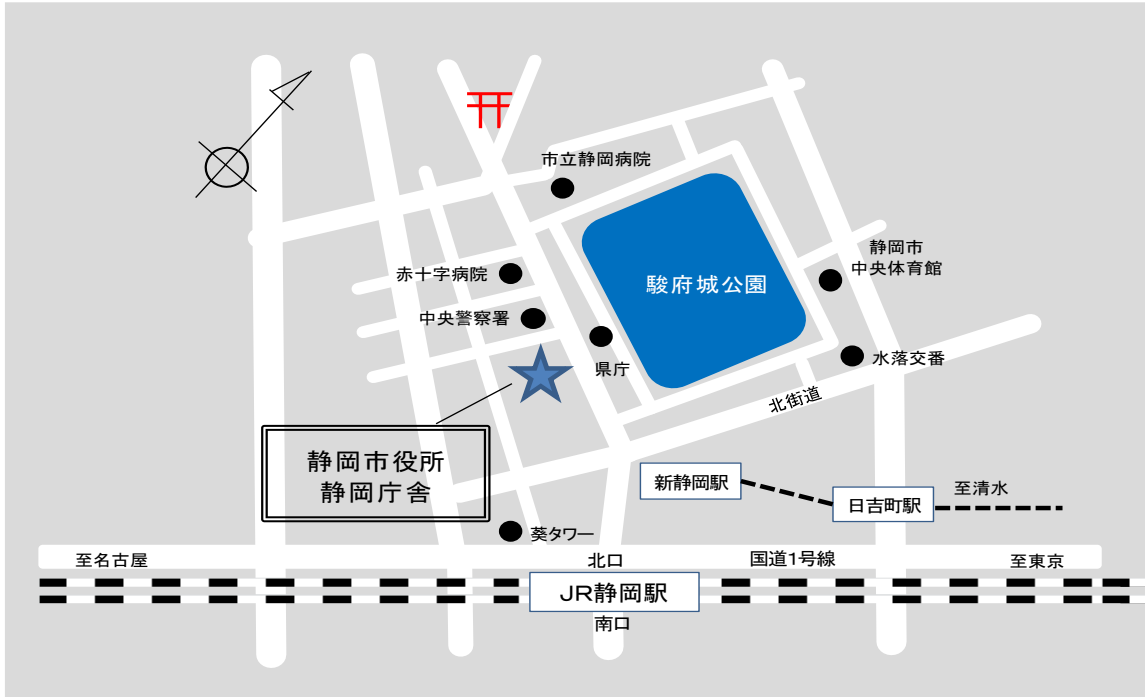 市立静岡病院
静岡市
中央体育館
赤十字病院
駿府城公園
中央警察署
県庁
水落交番
北街道
静岡市役所
静岡庁舎
新静岡駅
日吉町駅
至清水
葵タワー
至名古屋
北口
国道1号線
至東京
JR静岡駅
南口